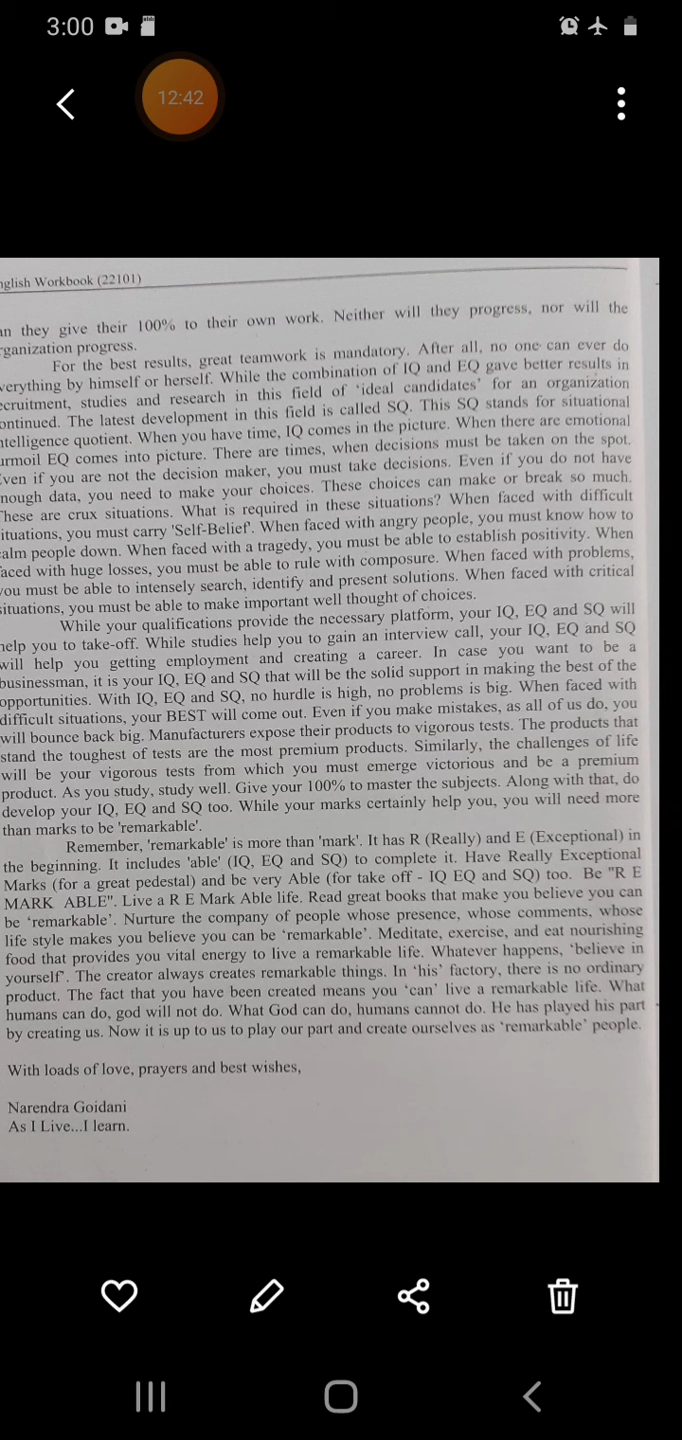 3:00
12:42
nglish Workbook (22101)
an they give their 100% to their own work. Neither will they progress, nor will the
rganization progress.
For the best results, great teamwork is mandatory. After all, no one can ever do
verything by himself or herself. While the combination of IQ and EQ gave better results in
ecruitment, studies and research in this field of 'ideal candidates' for an organization
ontinued. The latest development in this field is called SQ. This SQ stands for situational
ntelligence quotient. When you have time, IQ comes in the picture. When there are emotional
urmoil EQ comes into picture. There are times, when decisions must be taken on the spot.
Even if you are not the decision maker, you must take decisions. Even if you do not have
nough data, you need to make your choices. These choices can make or break so much.
These are crux situations. What is required in these situations? When faced with difficult
ituations, you must carry 'Self-Belief'. When faced with angry people, you must know how to
alm people down. When faced with a tragedy, you must be able to establish positivity. When
faced with huge losses, you must be able to rule with composure. When faced with problems,
you must be able to intensely search, identify and present solutions. When faced with critical
situations, you must be able to make important well thought of choices.
While your qualifications provide the necessary platform, your IQ, EQ and SQ will
help you to take-off. While studies help you to gain an interview call, your IQ, EQ and SQ
will help you getting employment and creating a career. In case you want to be a
businessman, it is your IQ, EQ and SQ that will be the solid support in making the best of the
opportunities. With IQ, EQ and SQ, no hurdle is high, no problems is big. When faced with
difficult situations, your BEST will come out. Even if you make mistakes, as all of us do, you
will bounce back big. Manufacturers expose their products to vigorous tests. The products that
stand the toughest of tests are the most premium products. Similarly, the challenges of life
will be your vigorous tests from which you must emerge victorious and be a premium
product. As you study, study well. Give your 100% to master the subjects. Along with that, do
develop your IQ, EQ and SQ too. While your marks certainly help you, you will need more
than marks to be 'remarkable'.
Remember, 'remarkable' is more than 'mark'. It has R (Really) and E (Exceptional) in
the beginning. It includes 'able' (IQ, EQ and SQ) to complete it. Have Really Exceptional
Marks (for a great pedestal) and be very Able (for take off - IQ EQ and SQ) too. Be "R E
MARK ABLE". Live a R E Mark Able life. Read great books that make you believe you can
be 'remarkable'. Nurture the company of people whose presence, whose comments, whose
life style makes you believe you can be 'remarkable'. Meditate, exercise, and eat nourishing
food that provides you vital energy to live a remarkable life. Whatever happens, 'believe in
yourself'. The creator always creates remarkable things. In 'his' factory, there is no ordinary
product. The fact that you have been created means you 'can' live a remarkable life. What
humans can do, god will not do. What God can do, humans cannot do. He has played his part
by creating us. Now it is up to us to play our part and create ourselves as 'remarkable' people.
With loads of love, prayers and best wishes,
Narendra Goidani
As I Live...I learn.